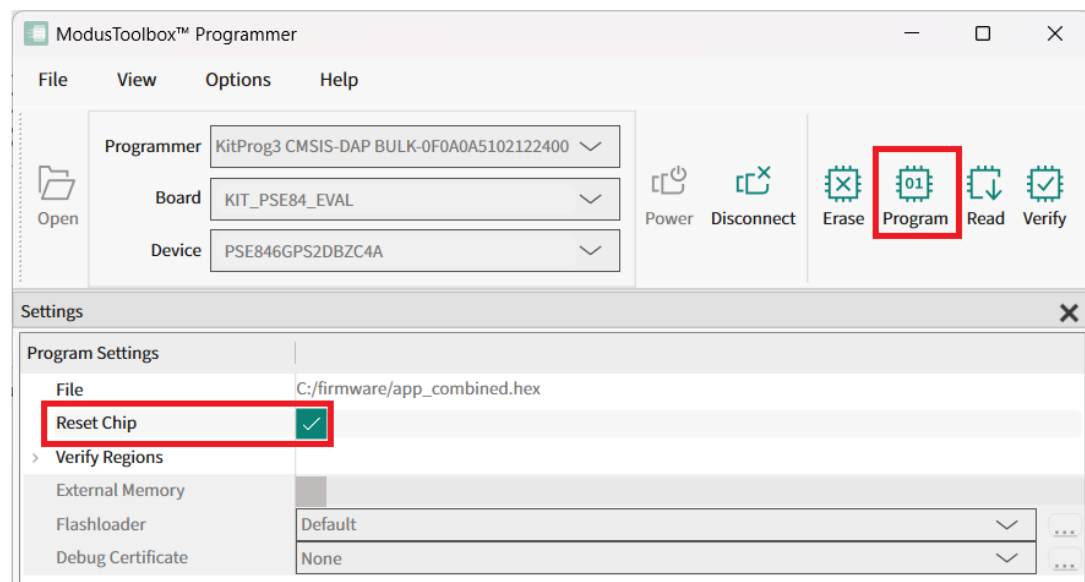 ModusToolbox™ Programmer
File View Options Help
Programmer KitProg3 CMSIS-DAP BULK-0F0A0A5102122400
Board KIT_PSE84_EVAL
Device PSE846GPS2DBZC4A
Open
Power Disconnect
01
Erase Program Read Verify
Settings
Program Settings
File C:/firmware/app_combined.hex
Reset Chip
Verify Regions
External Memory
Flashloader Default ...
Debug Certificate None ...